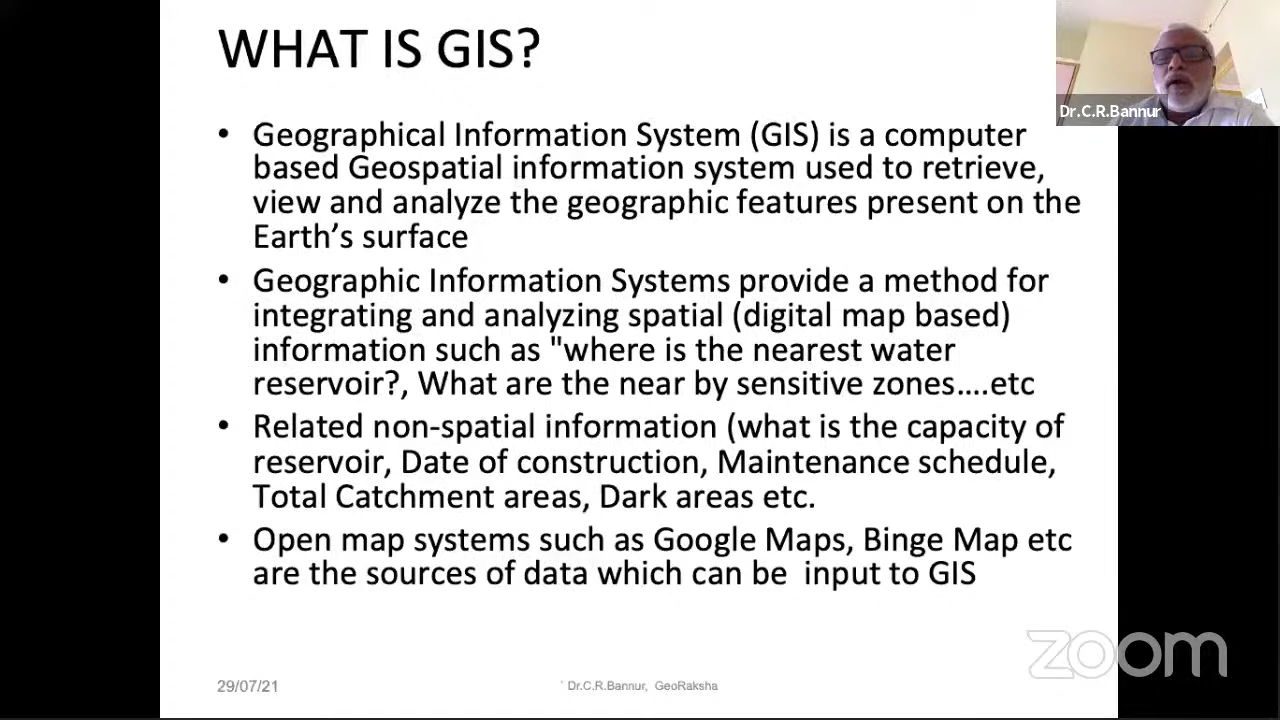 WHAT IS GIS?
Dr.C.R.Bannur
• Geographical Information System (GIS) is a computer
based Geospatial information system used to retrieve,
view and analyze the geographic features present on the
Earth’s surface
• Geographic Information Systems provide a method for
integrating and analyzing spatial (digital map based)
information such as "where is the nearest water
reservoir?, What are the near by sensitive zones....etc
• Related non-spatial information (what is the capacity of
reservoir, Date of construction, Maintenance schedule,
Total Catchment areas, Dark areas etc.
• Open map systems such as Google Maps, Binge Map etc
are the sources of data which can be input to GIS
zoom
29/07/21
` Dr.C.R.Bannur, GeoRaksha